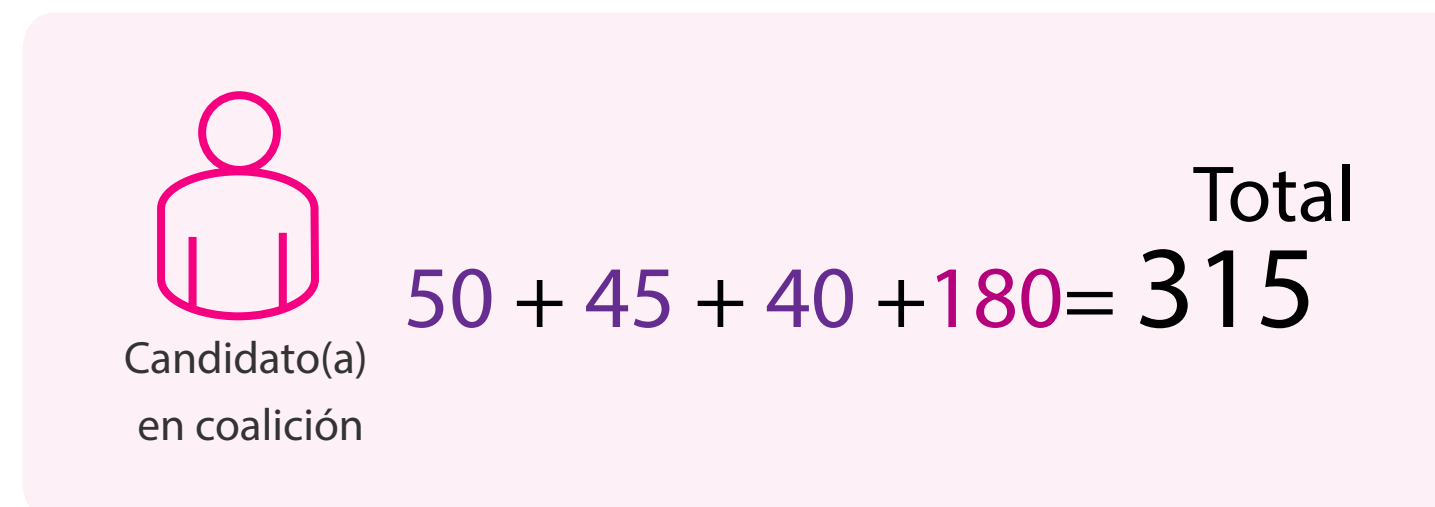 Total
50 + 45 + 40 +180= 315
Candidato(a)
en coalición